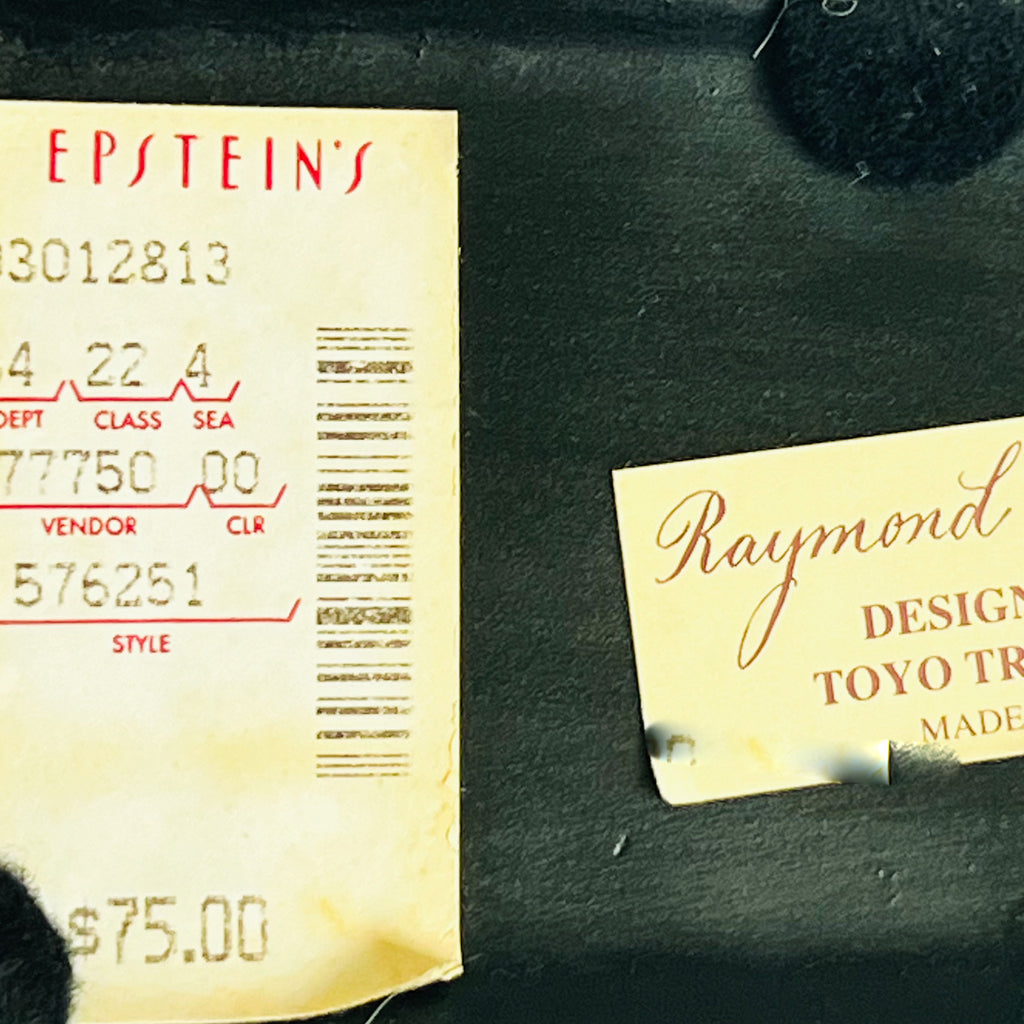 EPSTEIN'S
3012813
4 22 4
DEPT CLASS SEA
77750 00
VENDOR CLR
576251
STYLE
$75.00
Raymond
DESIGN
TOYO TR
MADE